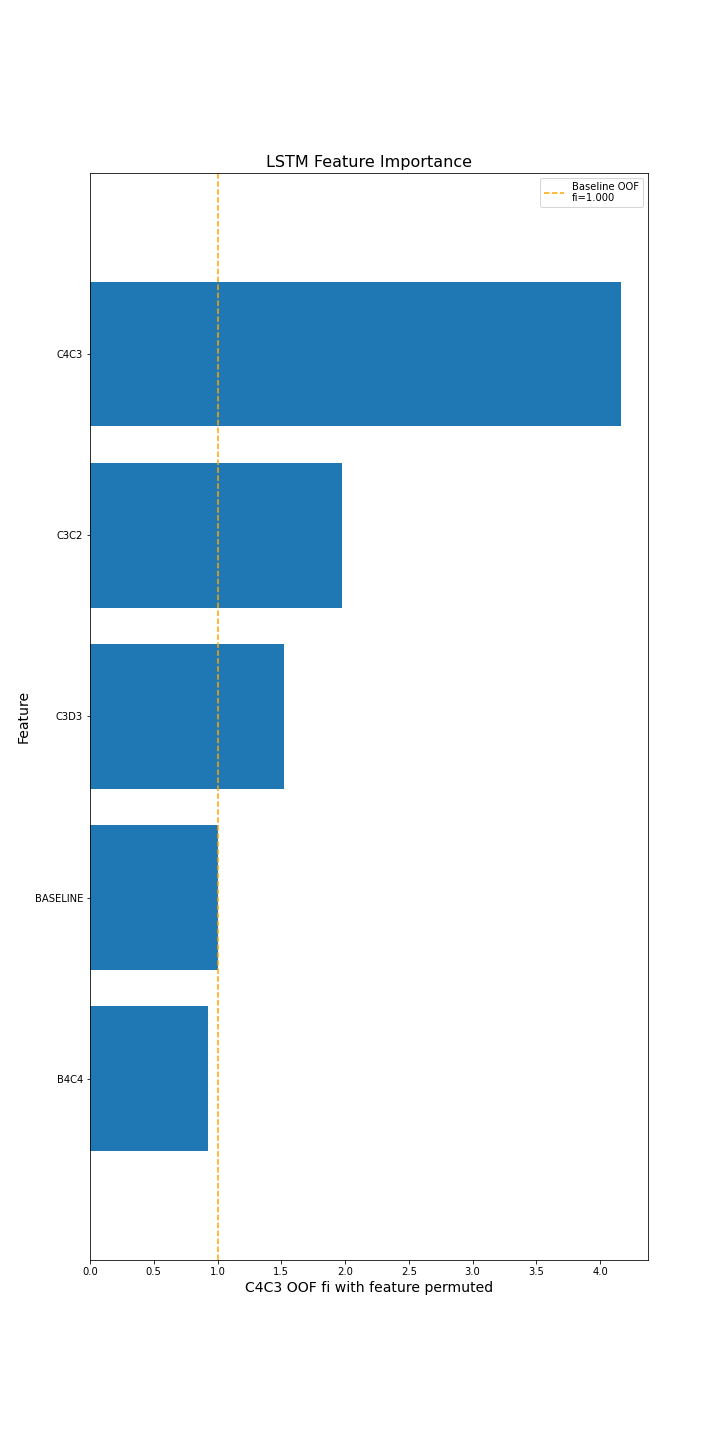 LSTM Feature Importance
Baseline OOF
fi=1.000
C4C3
C3C2
C3D3
BASELINE
B4C4
Feature
0.0 0.5 1.0 1.5 2.0 2.5 3.0 3.5 4.0
C4C3 OOF fi with feature permuted